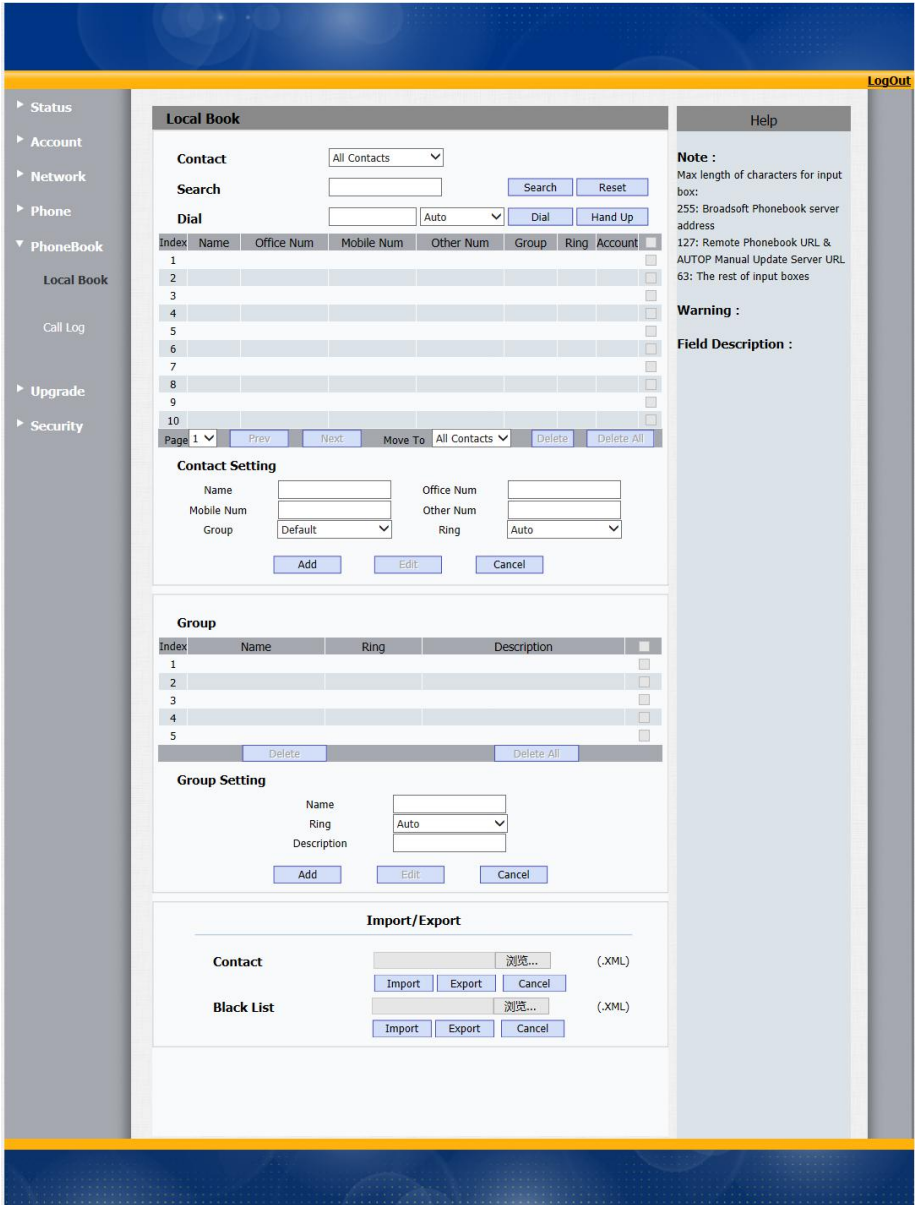 LogOut
Status
Account
Network
Phone
PhoneBook
Local Book
Call Log
Upgrade
Security
Local Book
Contact All Contacts
Search Search Reset
Dial Auto Dial Hand Up
Index Name Office Num Mobile Num Other Num Group Ring Account
1
2
3
4
5
6
7
8
9
10
Page 1 Prev Next Move To All Contacts Delete Delete All
Contact Setting
Name Office Num
Mobile Num Other Num
Group Default Ring Auto
Add Edit Cancel
Group
Index Name Ring Description
1
2
3
4
5
Delete Delete All
Group Setting
Name
Ring Auto
Description
Add Edit Cancel
Import/Export
Contact 浏览... (.XML)
Import Export Cancel
Black List 浏览... (.XML)
Import Export Cancel
Help
Note :
Max length of characters for input
box:
255: Broadsoft Phonebook server
address
127: Remote Phonebook URL &
AUTOP Manual Update Server URL
63: The rest of input boxes
Warning :
Field Description :